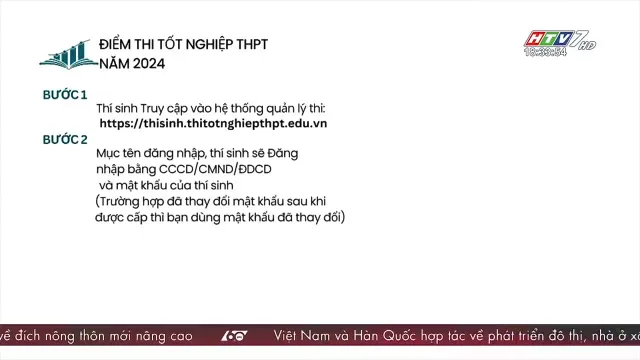 ĐIỂM THI TỐT NGHIỆP THPT
NĂM 2024
HTV7 HD
18:33:54
BƯỚC 1
Thí sinh Truy cập vào hệ thống quản lý thi:
https://thisinh.thitotnghiepthpt.edu.vn
BƯỚC 2
Mục tên đăng nhập, thí sinh sẽ Đăng
nhập bằng CCCD/CMND/ĐDCD
và mật khẩu của thí sinh
(Trường hợp đã thay đổi mật khẩu sau khi
được cấp thì bạn dùng mật khẩu đã thay đổi)
về đích nông thôn mới nâng cao 60 Việt Nam và Hàn Quốc hợp tác về phát triển đô thị, nhà ở